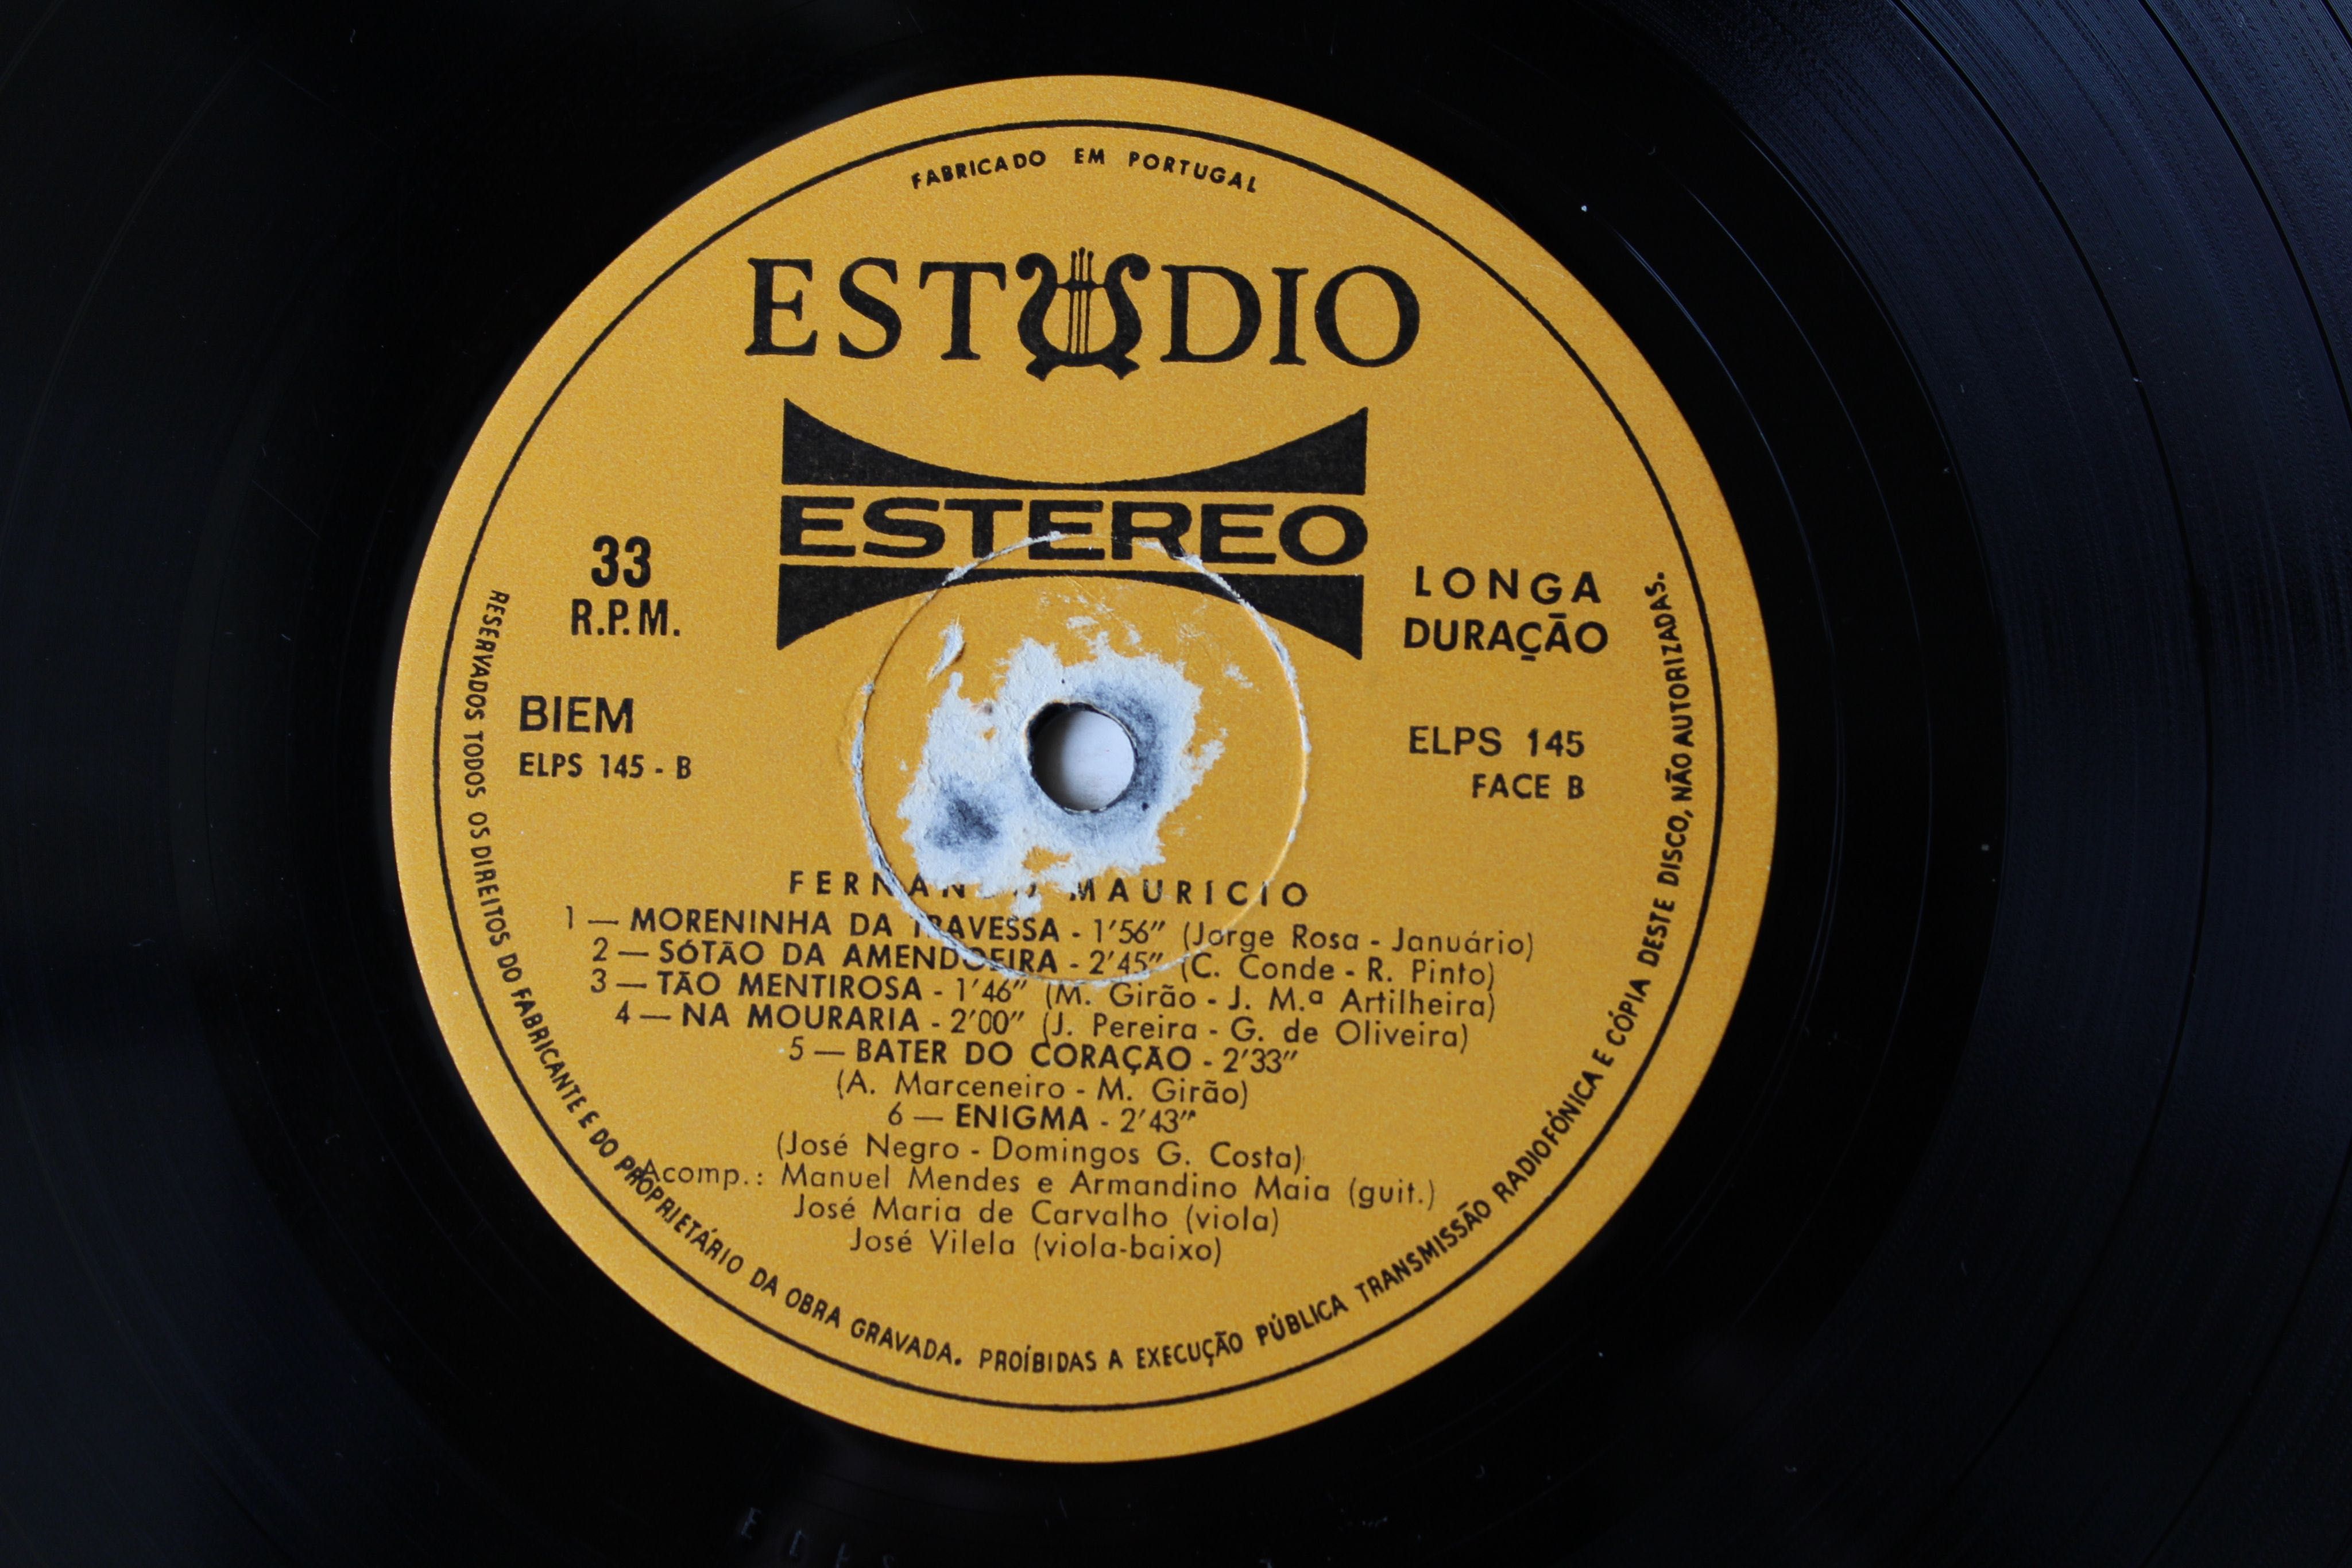 FABRICADO EM PORTUGAL
ESTUDIO
ESTEREO
33
R.P.M.
LONGA
DURAÇÃO
BIEM
ELPS 145 - B
ELPS 145
FACE B
FERNANDO MAURÍCIO
1 — MORENINHA DA TRAVESSA - 1'56" (Jorge Rosa - Januário)
2 — SÓTÃO DA AMENDOEIRA - 2'45" (C. Conde - R. Pinto)
3 — TÃO MENTIROSA - 1'46" (M. Girão - J. M.ª Artilheira)
4 — NA MOURARIA - 2'00" (J. Pereira - G. de Oliveira)
5 — BATER DO CORAÇÃO - 2'33"
(A. Marceneiro - M. Girão)
6 — ENIGMA - 2'43"
(José Negro - Domingos G. Costa)
Acomp.: Manuel Mendes e Armandino Maia (guit.)
José Maria de Carvalho (viola)
José Vilela (viola-baixo)
RESERVADOS TODOS OS DIREITOS DO FABRICANTE E DO PRÓPRIETÁRIO DA OBRA GRAVADA. PROÍBIDAS A EXECUÇÃO PÚBLICA TRANSMISSÃO RADIOFÓNICA E CÓPIA DESTE DISCO, NÃO AUTORIZADAS.